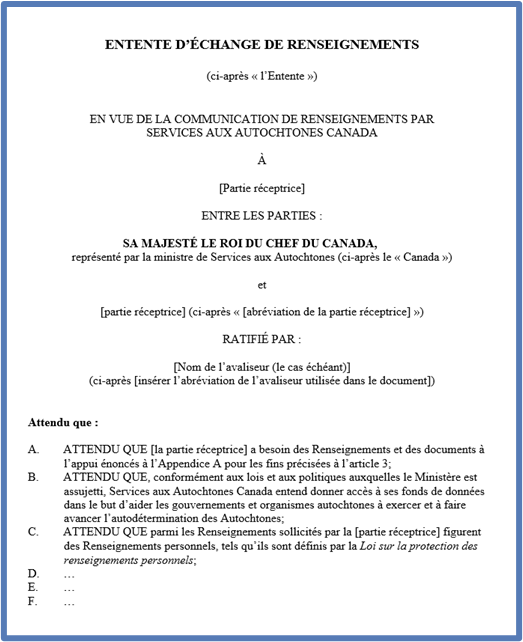 ENTENTE D’ÉCHANGE DE RENSEIGNEMENTS
(ci-après « l’Entente »)
EN VUE DE LA COMMUNICATION DE RENSEIGNEMENTS PAR
SERVICES AUX AUTOCHTONES CANADA
À
[Partie réceptrice]
ENTRE LES PARTIES :
SA MAJESTÉ LE ROI DU CHEF DU CANADA,
représenté par la ministre de Services aux Autochtones (ci-après le « Canada »)
et
[partie réceptrice] (ci-après « [abréviation de la partie réceptrice] »)
RATIFIÉ PAR :
[Nom de l’avaliseur (le cas échéant)]
(ci-après [insérer l’abréviation de l’avaliseur utilisée dans le document])
Attendu que :
A. ATTENDU QUE [la partie réceptrice] a besoin des Renseignements et des documents à
l’appui énoncés à l’Appendice A pour les fins précisées à l’article 3;
B. ATTENDU QUE, conformément aux lois et aux politiques auxquelles le Ministère est
assujetti, Services aux Autochtones Canada entend donner accès à ses fonds de données
dans le but d’aider les gouvernements et organismes autochtones à exercer et à faire
avancer l’autodétermination des Autochtones;
C. ATTENDU QUE parmi les Renseignements sollicités par la [partie réceptrice] figurent
des Renseignements personnels, tels qu’ils sont définis par la Loi sur la protection des
renseignements personnels;
D. …
E. …
F. …